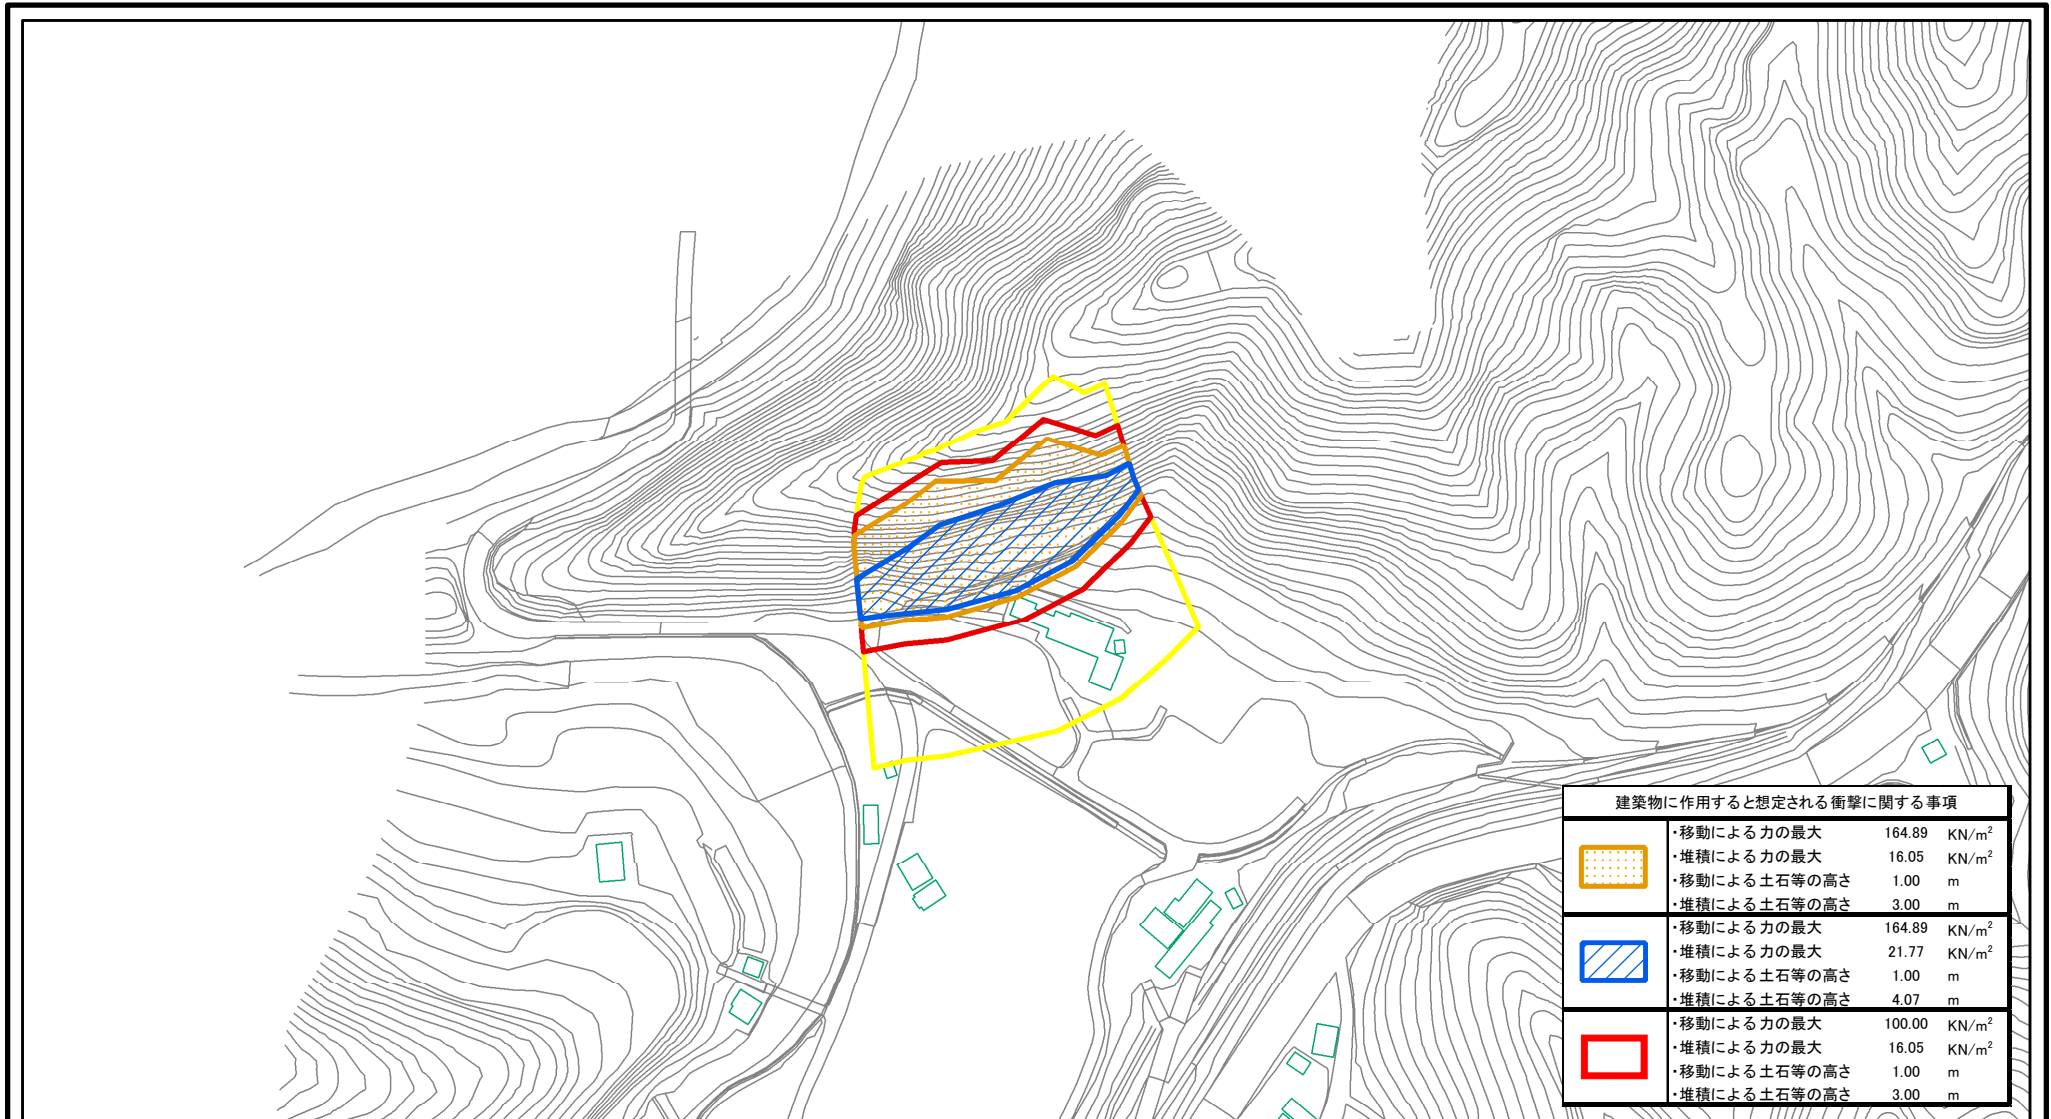 建築物に作用すると想定される衝撃に関する事項
・移動による力の最大 164.89 KN/m²
・堆積による力の最大 16.05 KN/m²
・移動による土石等の高さ 1.00 m
・堆積による土石等の高さ 3.00 m
・移動による力の最大 164.89 KN/m²
・堆積による力の最大 21.77 KN/m²
・移動による土石等の高さ 1.00 m
・堆積による土石等の高さ 4.07 m
・移動による力の最大 100.00 KN/m²
・堆積による力の最大 16.05 KN/m²
・移動による土石等の高さ 1.00 m
・堆積による土石等の高さ 3.00 m